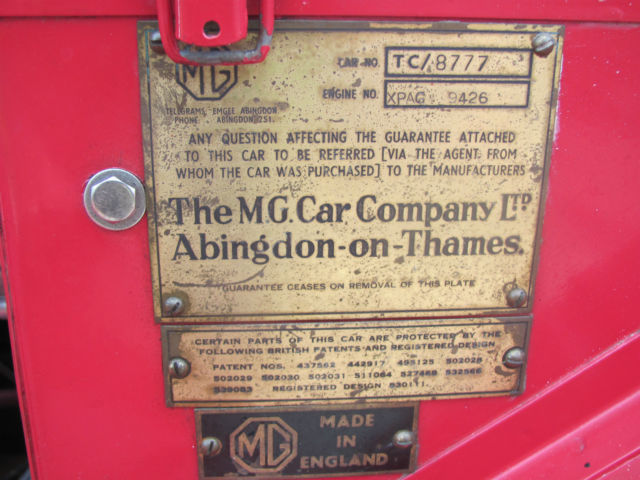 MG
CAR NO. TC/8777
ENGINE NO. XPAG 9426
TELEGRAMS, EMGEE ABINGDON
PHONE, ABINGDON 251.
ANY QUESTION AFFECTING THE GUARANTEE ATTACHED
TO THIS CAR TO BE REFERRED [VIA THE AGENT FROM
WHOM THE CAR WAS PURCHASED] TO THE MANUFACTURERS
The M.G. Car Company LTD
Abingdon-on-Thames.
GUARANTEE CEASES ON REMOVAL OF THIS PLATE
CERTAIN PARTS OF THIS CAR ARE PROTECTED BY THE
FOLLOWING BRITISH PATENTS AND REGISTERED DESIGN
PATENT NOS. 437562 442917 455125 502028
502029 502030 502031 511084 527468 532566
539083 REGISTERED DESIGN 830111.
MG MADE
IN
ENGLAND